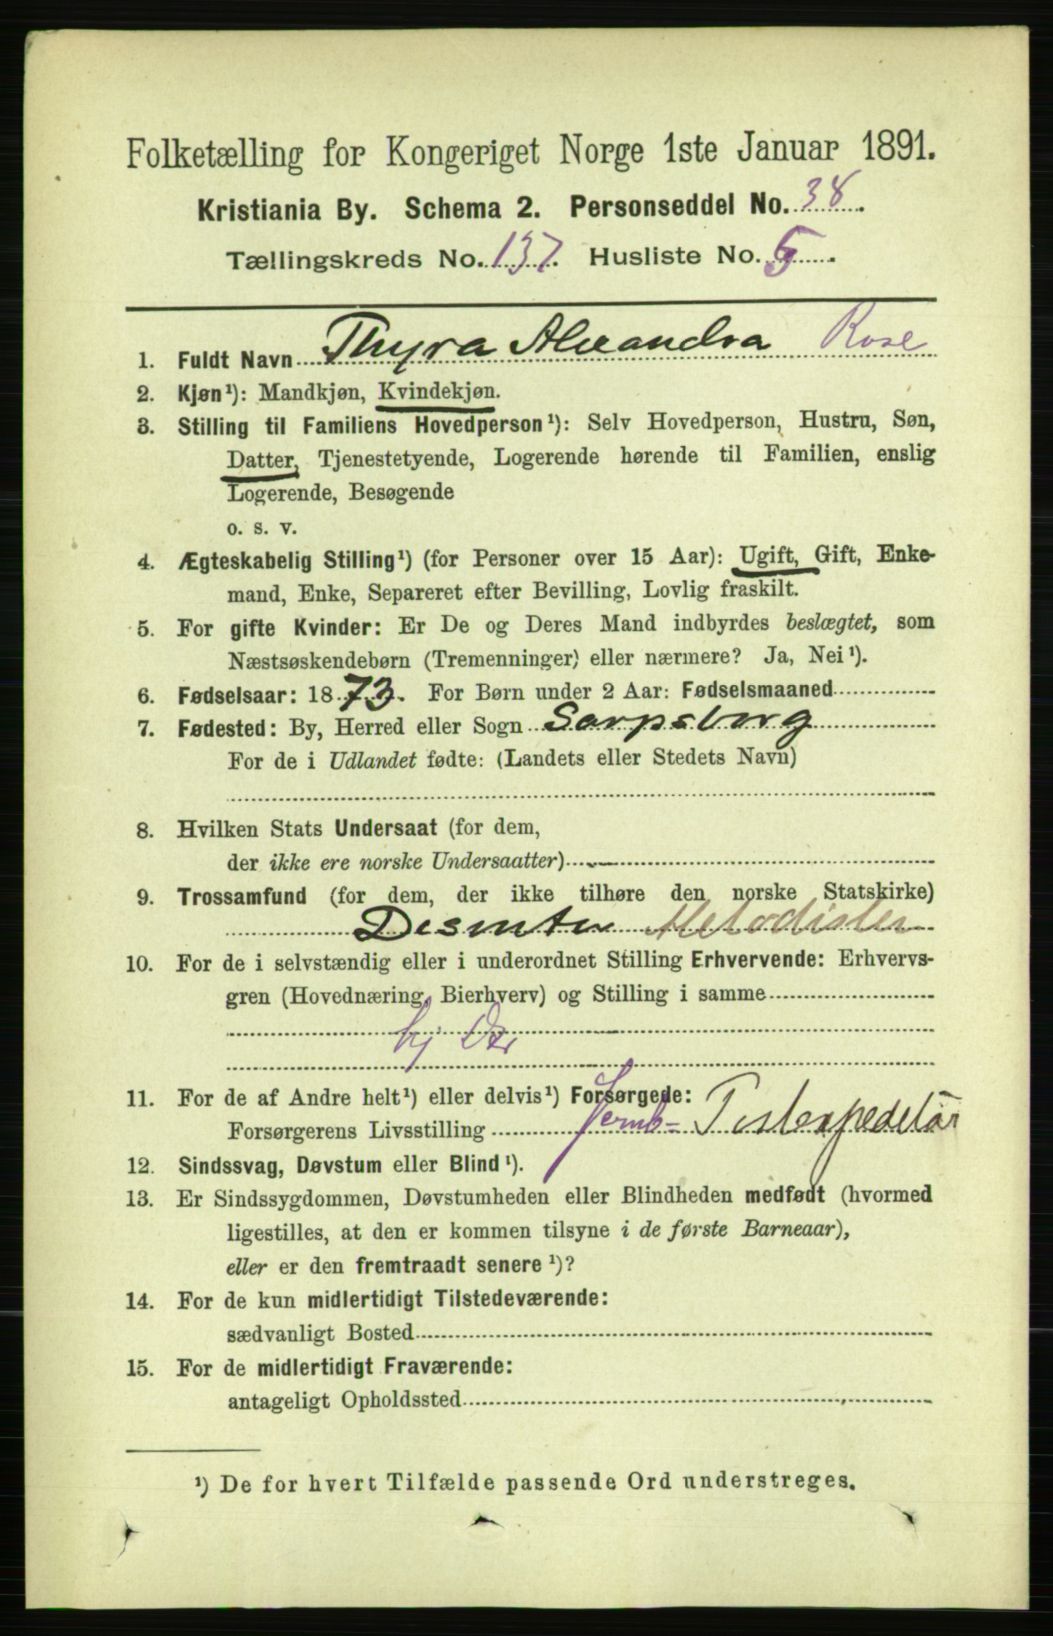 Folketælling for Kongeriget Norge 1ste Januar 1891.
Kristiania By. Schema 2. Personseddel No. 38.
Tællingskreds No. 137. Husliste No. 5.
1. Fuldt Navn Thyra Alexandra Rose
2. Kjøn¹): Mandkjøn, Kvindekjøn.
3. Stilling til Familiens Hovedperson¹): Selv Hovedperson, Hustru, Søn,
Datter, Tjenestetyende, Logerende hørende til Familien, enslig
Logerende, Besøgende
o. s. v.
4. Ægteskabelig Stilling¹) (for Personer over 15 Aar): Ugift, Gift, Enke-
mand, Enke, Separeret efter Bevilling, Lovlig fraskilt.
5. For gifte Kvinder: Er De og Deres Mand indbyrdes beslægtet, som
Næstsøskendebørn (Tremenninger) eller nærmere? Ja, Nei¹).
6. Fødselsaar: 1873. For Børn under 2 Aar: Fødselsmaaned
7. Fødested: By, Herred eller Sogn Sarpsborg
For de i Udlandet fødte: (Landets eller Stedets Navn)
8. Hvilken Stats Undersaat (for dem,
der ikke ere norske Undersaatter)
9. Trossamfund (for dem, der ikke tilhøre den norske Statskirke)
Desenter Metodister
10. For de i selvstændig eller i underordnet Stilling Erhvervende: Erhvervs-
gren (Hovednæring, Bierhverv) og Stilling i samme
11. For de af Andre helt¹) eller delvis¹) Forsørgede:
Forsørgerens Livsstilling Jernb- Postexpeditør
12. Sindssvag, Døvstum eller Blind¹).
13. Er Sindssygdommen, Døvstumheden eller Blindheden medfødt (hvormed
ligestilles, at den er kommen tilsyne i de første Barneaar),
eller er den fremtraadt senere¹)?
14. For de kun midlertidigt Tilstedeværende:
sædvanligt Bosted
15. For de midlertidigt Fraværende:
antageligt Opholdssted
¹) De for hvert Tilfælde passende Ord understreges.